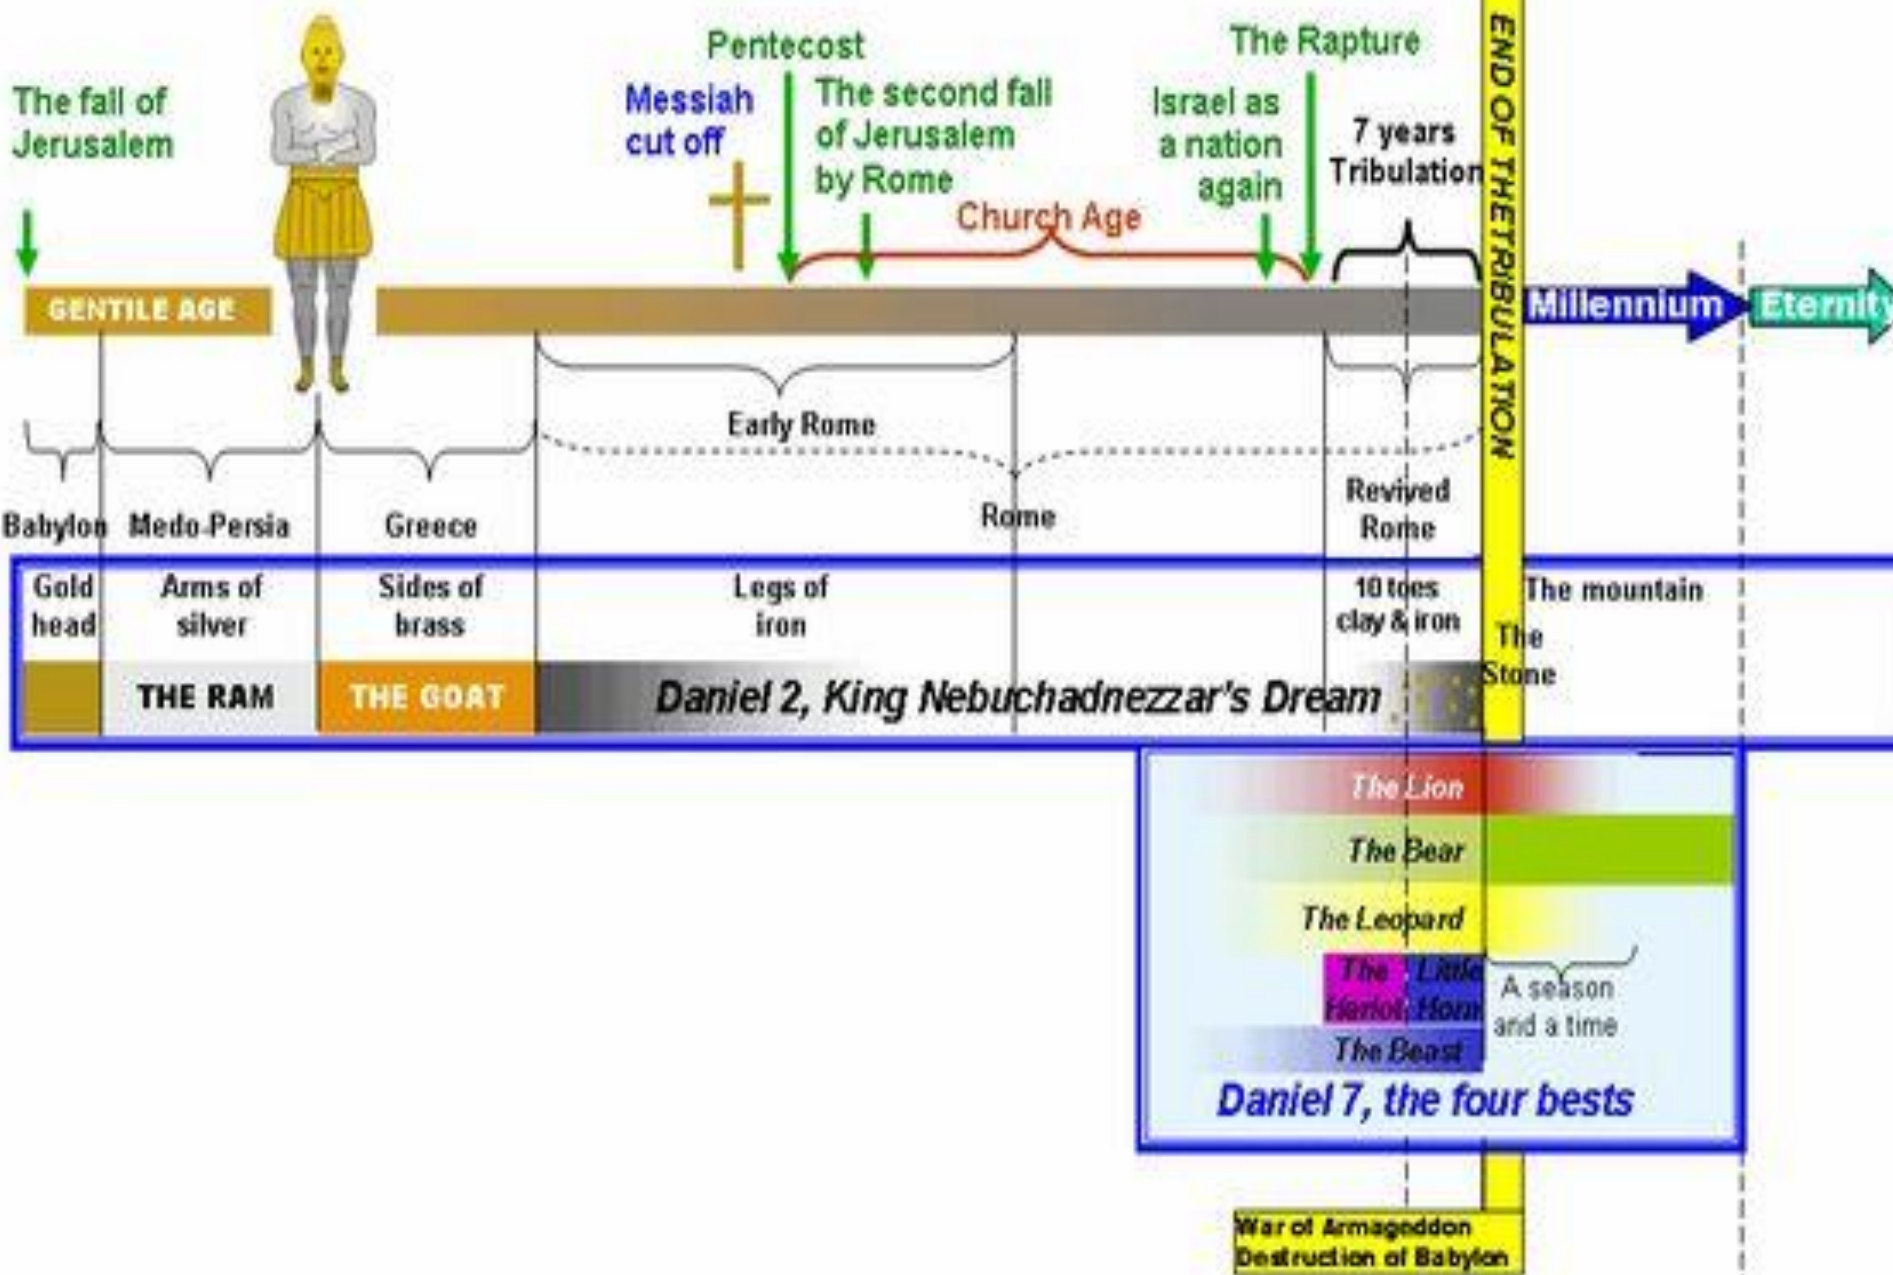 Pentecost
The Rapture
The fall of
Jerusalem
Messiah
cut off
The second fall
of Jerusalem
by Rome
Israel as
a nation
again
7 years
Tribulation
Church Age
END OF THETRIBULATION
GENTILE AGE
Millennium
Eternity
Early Rome
Babylon
Medo-Persia
Greece
Rome
Revived
Rome
Gold
head
Arms of
silver
Sides of
brass
Legs of
iron
10 toes
clay & iron
The mountain
The
Stone
THE RAM
THE GOAT
Daniel 2, King Nebuchadnezzar's Dream
The Lion
The Bear
The Leopard
The
Harlot
Little
Horn
A season
and a time
The Beast
Daniel 7, the four bests
War of Armageddon
Destruction of Babylon